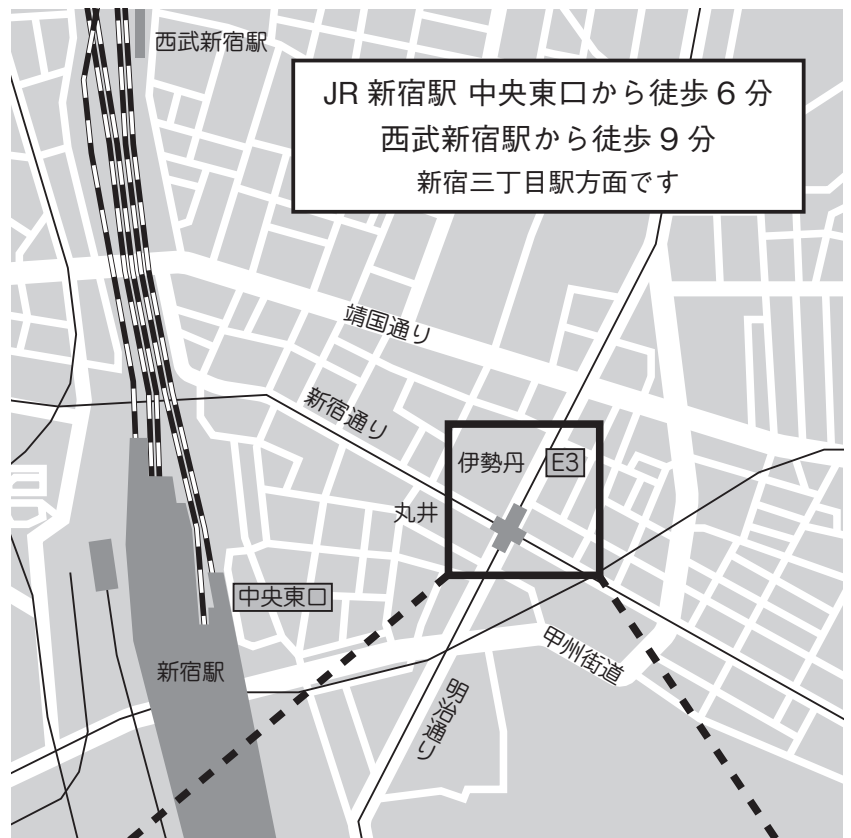 西武新宿駅
JR 新宿駅 中央東口から徒歩 6 分
西武新宿駅から徒歩 9 分
新宿三丁目駅方面です
靖国通り
新宿通り
伊勢丹
E3
丸井
中央東口
新宿駅
甲州街道
明治通り